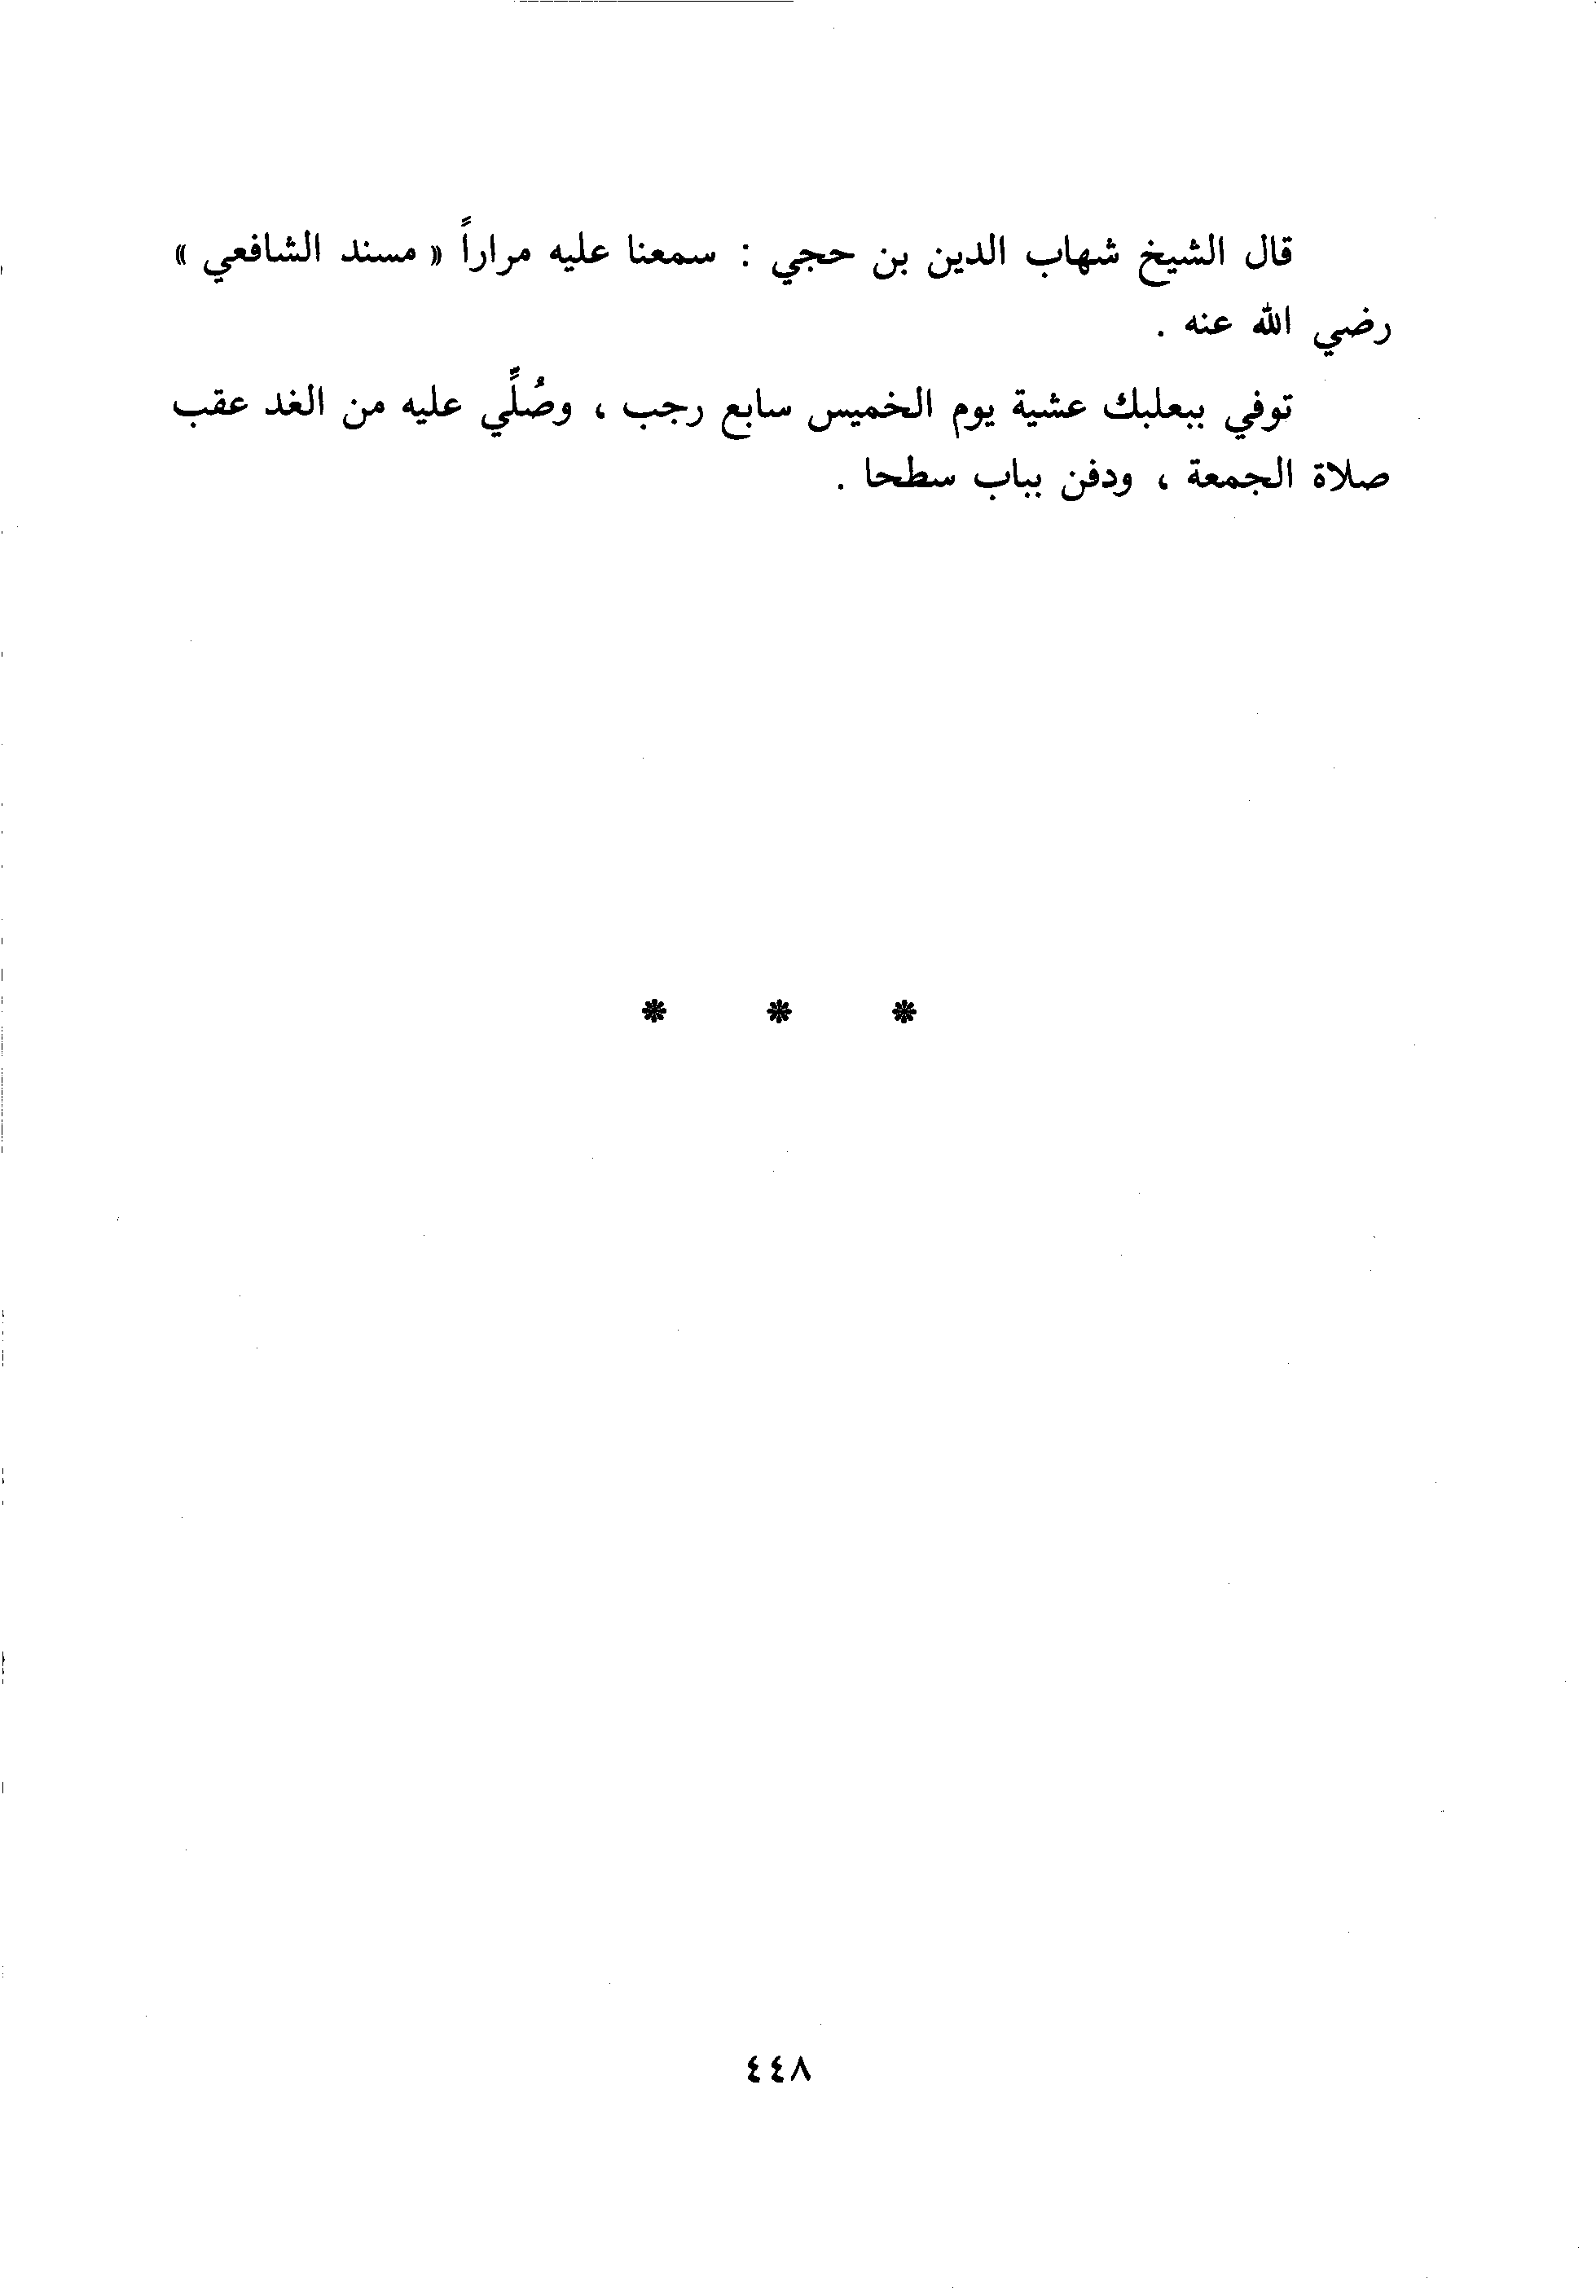 قال الشيخ شهاب الدين بن حجي : سمعنا عليه مراراً « مسند الشافعي »
رضي الله عنه .
توفي ببعلبك عشية يوم الخميس سابع رجب ، وصُلِّي عليه من الغد عقب
صلاة الجمعة ، ودفن بباب سطحا .
* * *
٤٤٨